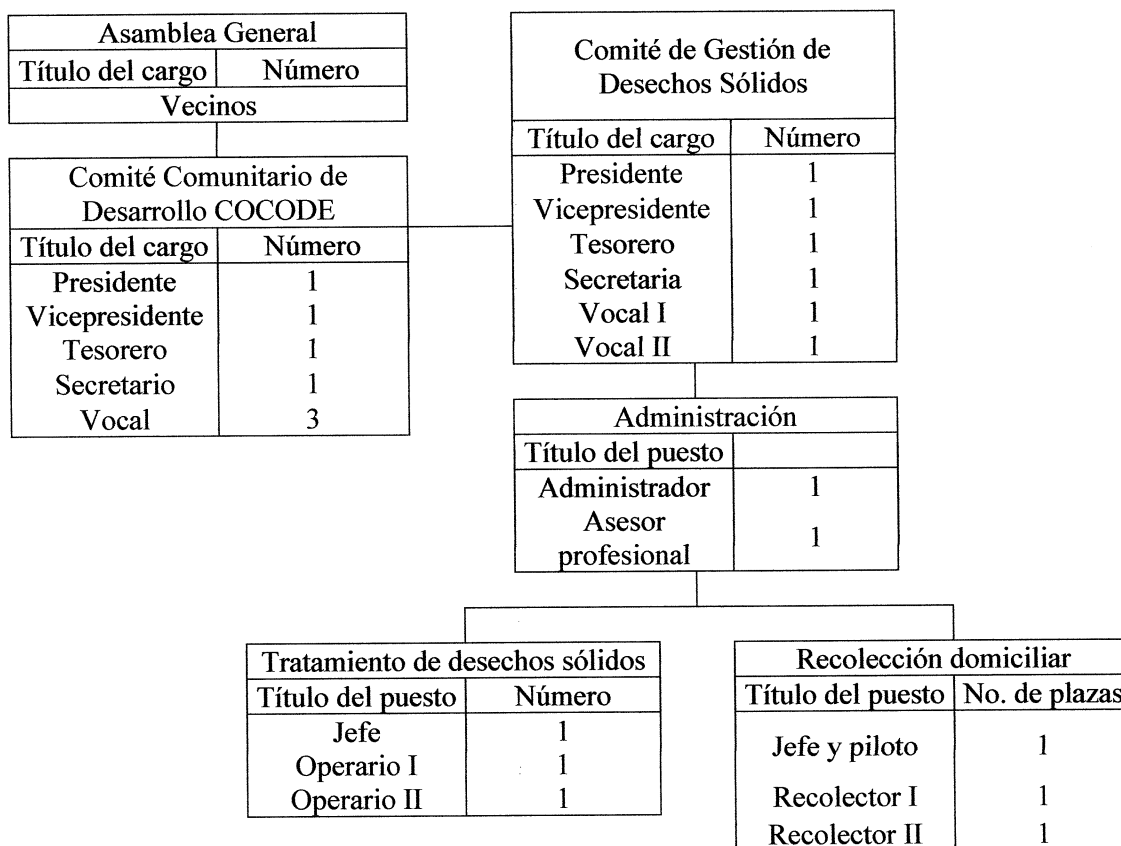 Asamblea General
Título del cargo Número
Vecinos
Comité Comunitario de
Desarrollo COCODE
Título del cargo Número
Presidente 1
Vicepresidente 1
Tesorero 1
Secretario 1
Vocal 3
Comité de Gestión de
Desechos Sólidos
Título del cargo Número
Presidente 1
Vicepresidente 1
Tesorero 1
Secretaria 1
Vocal I 1
Vocal II 1
Administración
Título del puesto
Administrador 1
Asesor
profesional 1
Tratamiento de desechos sólidos
Título del puesto Número
Jefe 1
Operario I 1
Operario II 1
Recolección domiciliar
Título del puesto No. de plazas
Jefe y piloto 1
Recolector I 1
Recolector II 1